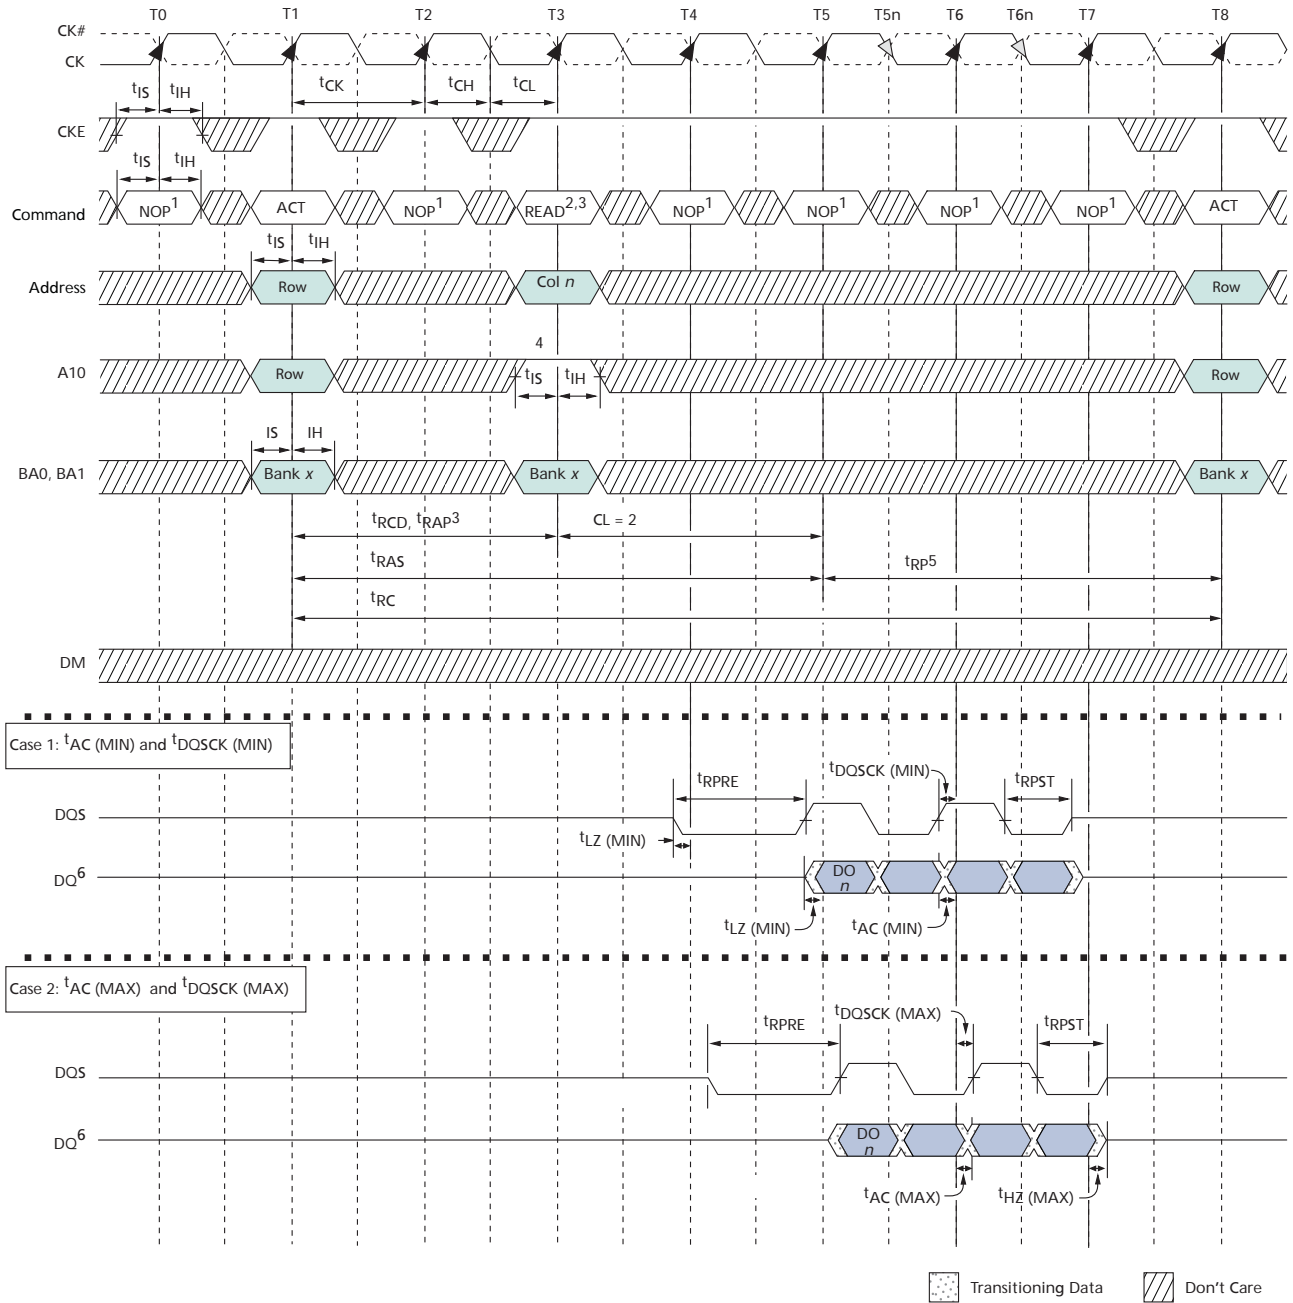 T0 T1 T2 T3 T4 T5 T5n T6 T6n T7 T8
CK#
CK
tIS tIH tCK tCH tCL
CKE
tIS tIH
Command NOP1 ACT NOP1 READ2,3 NOP1 NOP1 NOP1 NOP1 ACT
tIS tIH
Address Row Col n Row
4
A10 Row tIS tIH Row
IS IH
BA0, BA1 Bank x Bank x Bank x
tRCD, tRAP3 CL = 2
tRAS tRP5
tRC
DM
Case 1: tAC (MIN) and tDQSCK (MIN)
tRPRE tDQSCK (MIN) tRPST
DQS
tLZ (MIN)
DQ6 DO n
tLZ (MIN) tAC (MIN)
Case 2: tAC (MAX) and tDQSCK (MAX)
tRPRE tDQSCK (MAX) tRPST
DQS
DQ6 DO n
tAC (MAX) tHZ (MAX)
Transitioning Data Don't Care